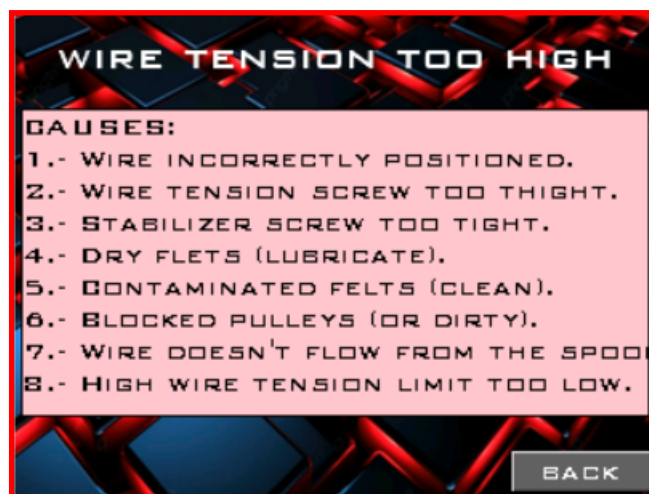 WIRE TENSION TOO HIGH
CAUSES:
1.- WIRE INCORRECTLY POSITIONED.
2.- WIRE TENSION SCREW TOO THIGHT.
3.- STABILIZER SCREW TOO TIGHT.
4.- DRY FLETS (LUBRICATE).
5.- CONTAMINATED FELTS (CLEAN).
6.- BLOCKED PULLEYS (OR DIRTY).
7.- WIRE DOESN'T FLOW FROM THE
8.- HIGH WIRE TENSION LIMIT TOO LOW.
BACK